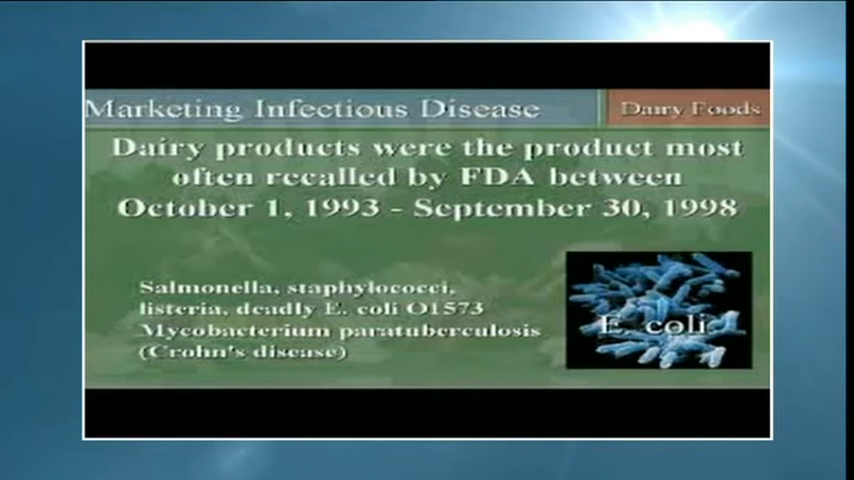 Marketing Infectious Disease
Dairy Foods
Dairy products were the product most
often recalled by FDA between
October 1, 1993 - September 30, 1998
Salmonella, staphylococci,
listeria, deadly E. coli O1573
Mycobacterium paratuberculosis
(Crohn's disease)
E. coli